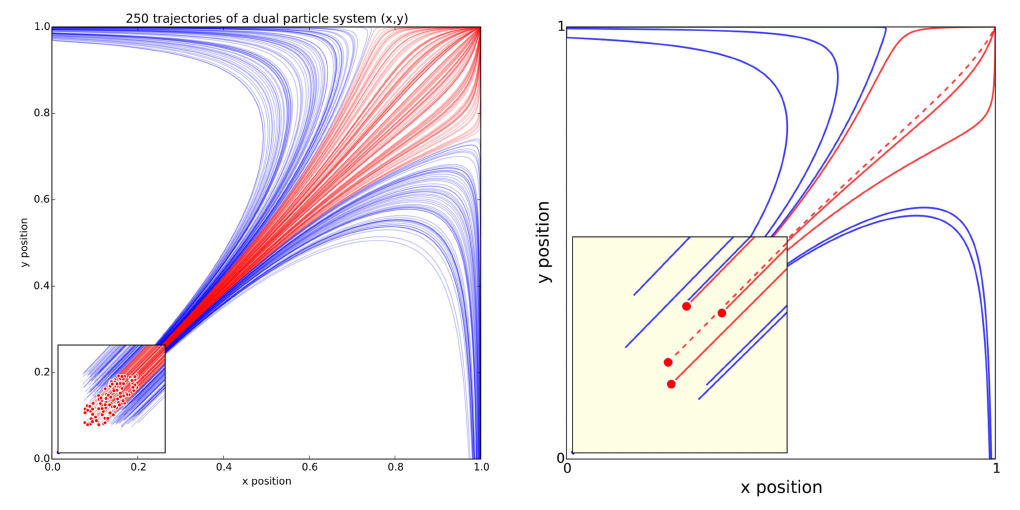 250 trajectories of a dual particle system (x,y)
1.0
0.8
0.6
0.4
0.2
0.0
y position
0.0 0.2 0.4 0.6 0.8 1.0
x position
1
0
y position
0 1
x position